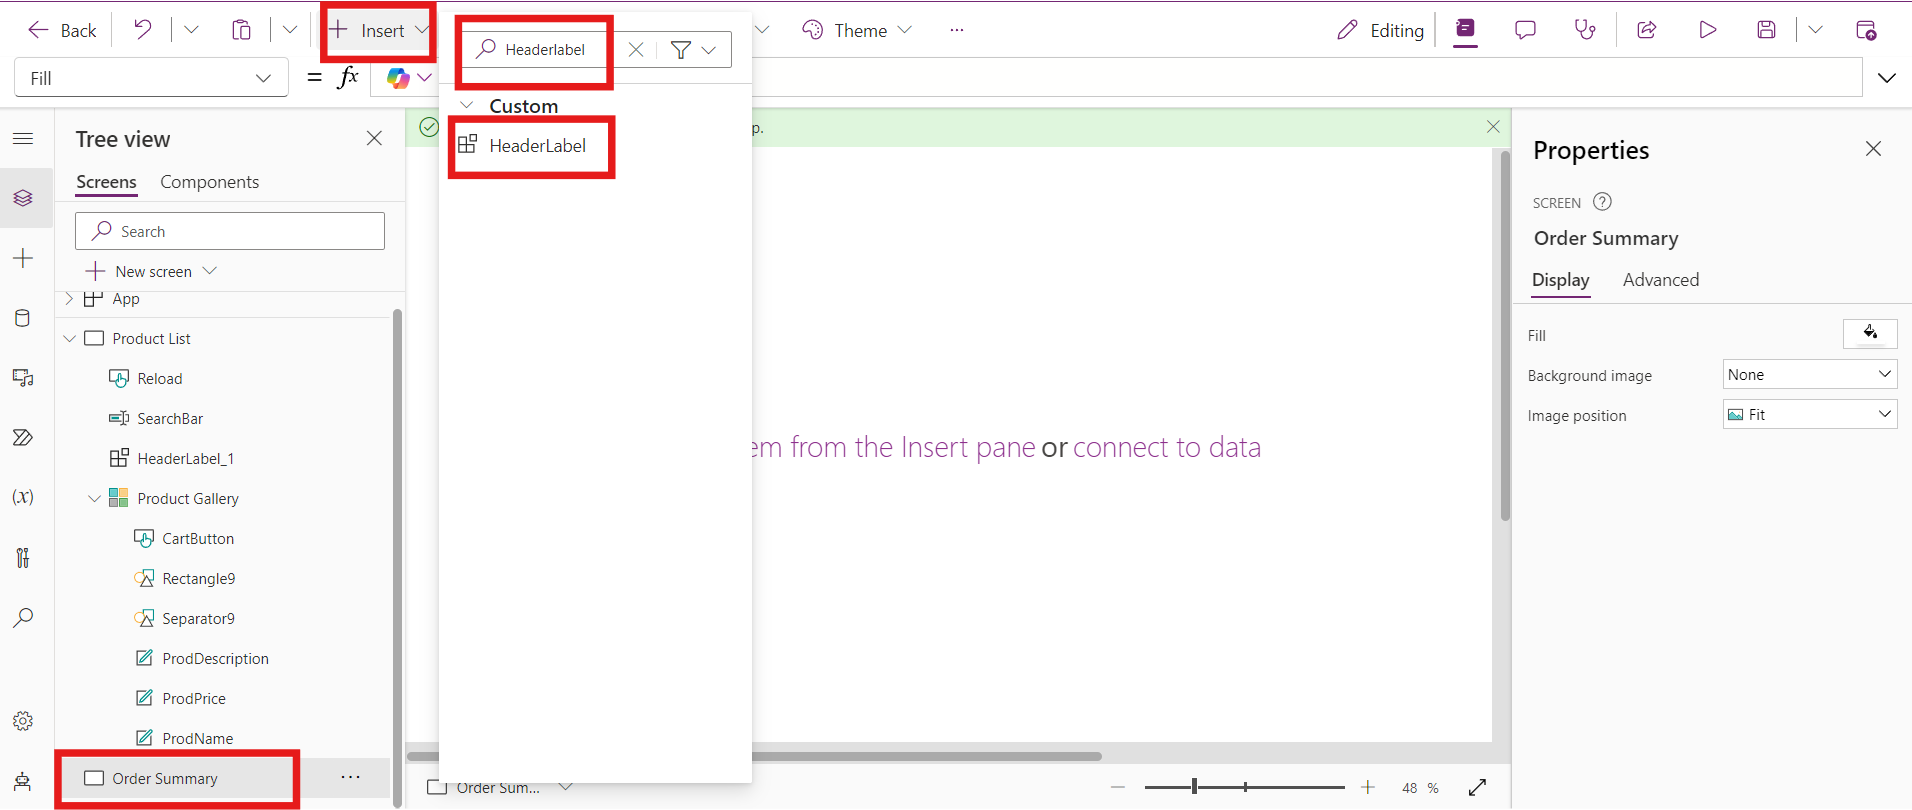 Back
Insert
Headerlabel
Theme
...
Editing
Fill
= fx
Custom
HeaderLabel
p.
Tree view
Screens
Components
Search
New screen
App
Product List
Reload
SearchBar
HeaderLabel_1
Product Gallery
CartButton
Rectangle9
Separator9
ProdDescription
ProdPrice
ProdName
Order Summary
...
(x)
em from the Insert pane or connect to data
Order Sum...
48 %
Properties
SCREEN ?
Order Summary
Display
Advanced
Fill
Background image
None
Image position
Fit